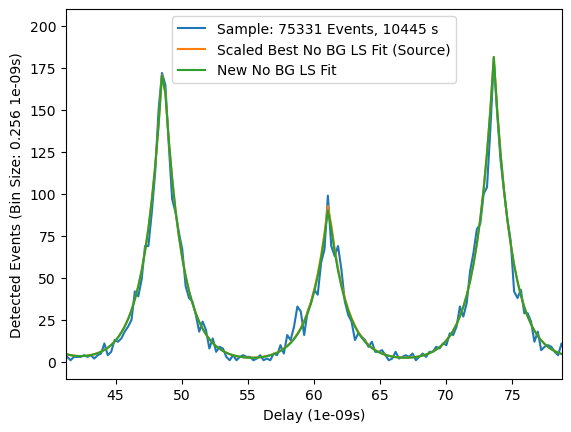 Sample: 75331 Events, 10445 s
Scaled Best No BG LS Fit (Source)
New No BG LS Fit
Detected Events (Bin Size: 0.256 1e-09s)
200
175
150
125
100
75
50
25
0
45 50 55 60 65 70 75
Delay (1e-09s)